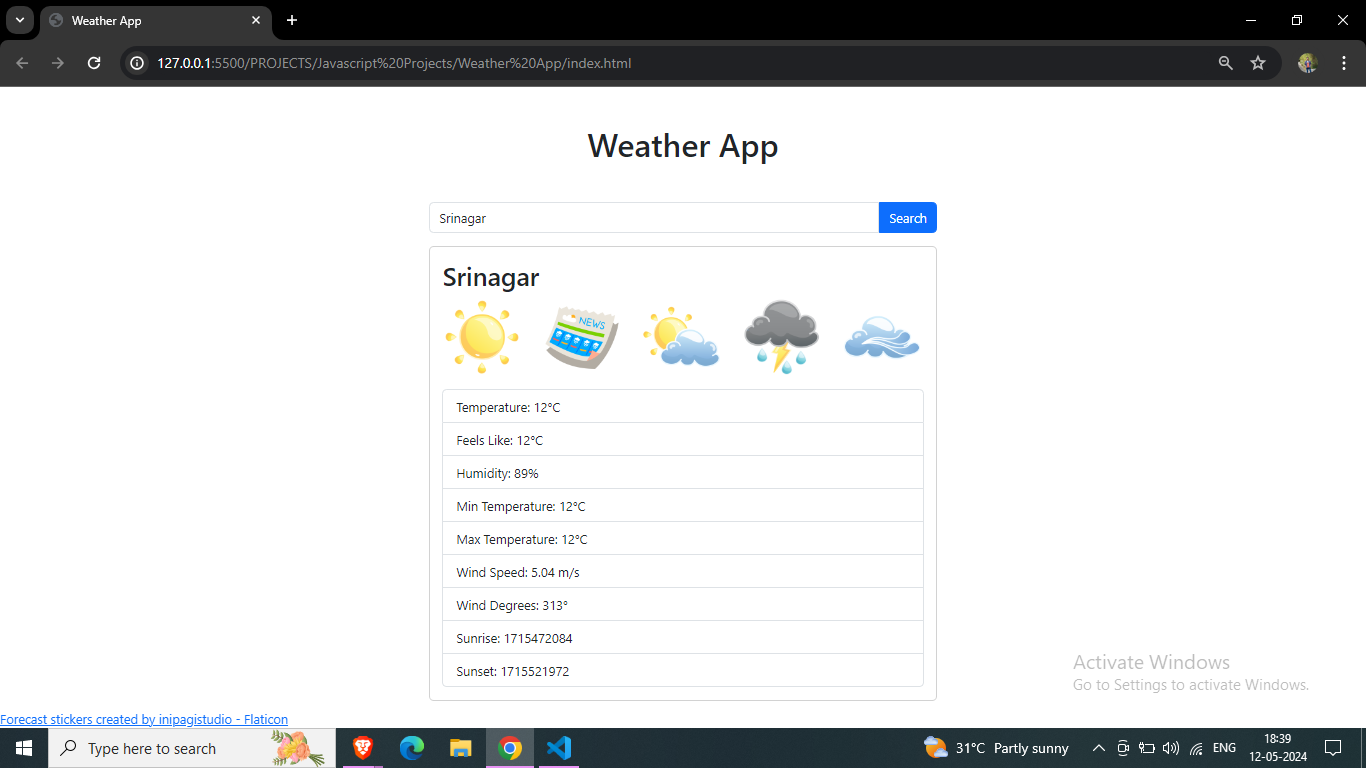 Weather App
127.0.0.1:5500/PROJECTS/Javascript%20Projects/Weather%20App/index.html
Weather App
Srinagar
Search
Srinagar
NEWS
Temperature: 12°C
Feels Like: 12°C
Humidity: 89%
Min Temperature: 12°C
Max Temperature: 12°C
Wind Speed: 5.04 m/s
Wind Degrees: 313°
Sunrise: 1715472084
Sunset: 1715521972
Activate Windows
Go to Settings to activate Windows.
Forecast stickers created by inipagistudio - Flaticon
Type here to search
31°C Partly sunny
ENG
18:39
12-05-2024